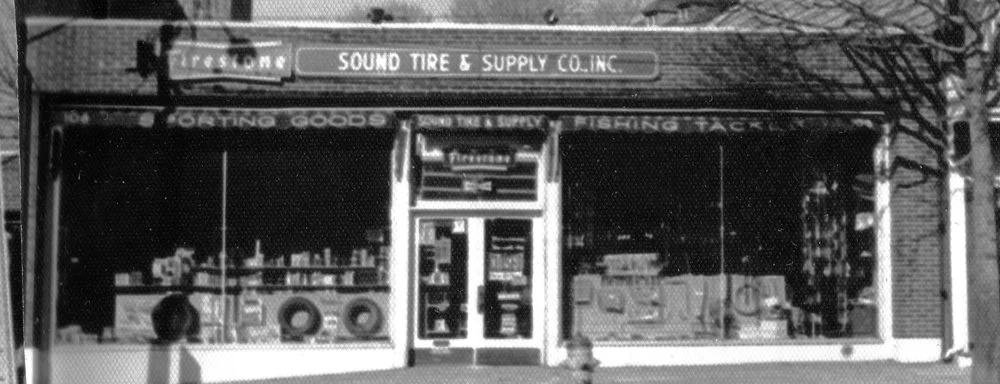 Firestone
SOUND TIRE & SUPPLY CO., INC.
SPORTING GOODS
SOUND TIRE & SUPPLY
FISHING TACKLE
Firestone